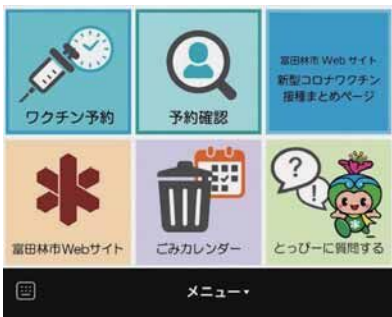 ワクチン予約
予約確認
富田林市 Web サイト
新型コロナワクチン
接種まとめページ
富田林市Webサイト
ごみカレンダー
?
!
とっぴーに質問する
メニュー▾